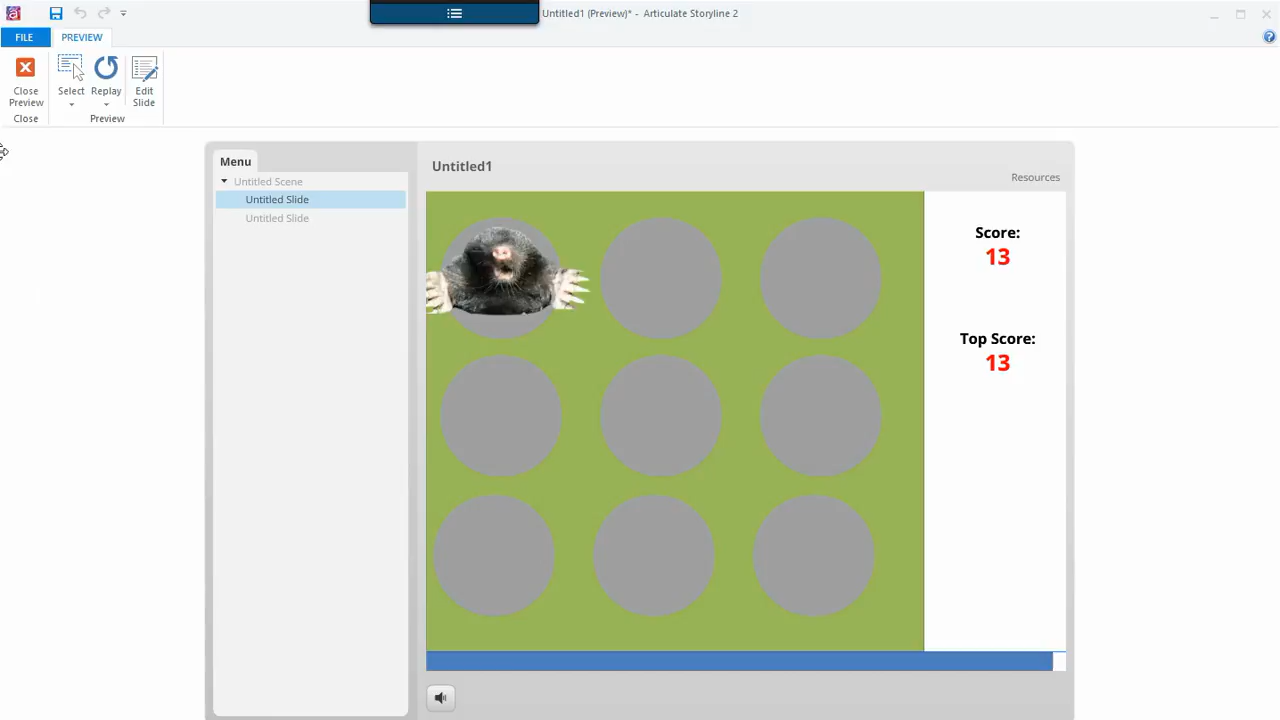 Untitled1 (Preview)* - Articulate Storyline 2
FILE
PREVIEW
Close Preview
Select
Replay
Edit Slide
Close
Preview
Menu
Untitled Scene
Untitled Slide
Untitled Slide
Untitled1
Resources
Score:
13
Top Score:
13